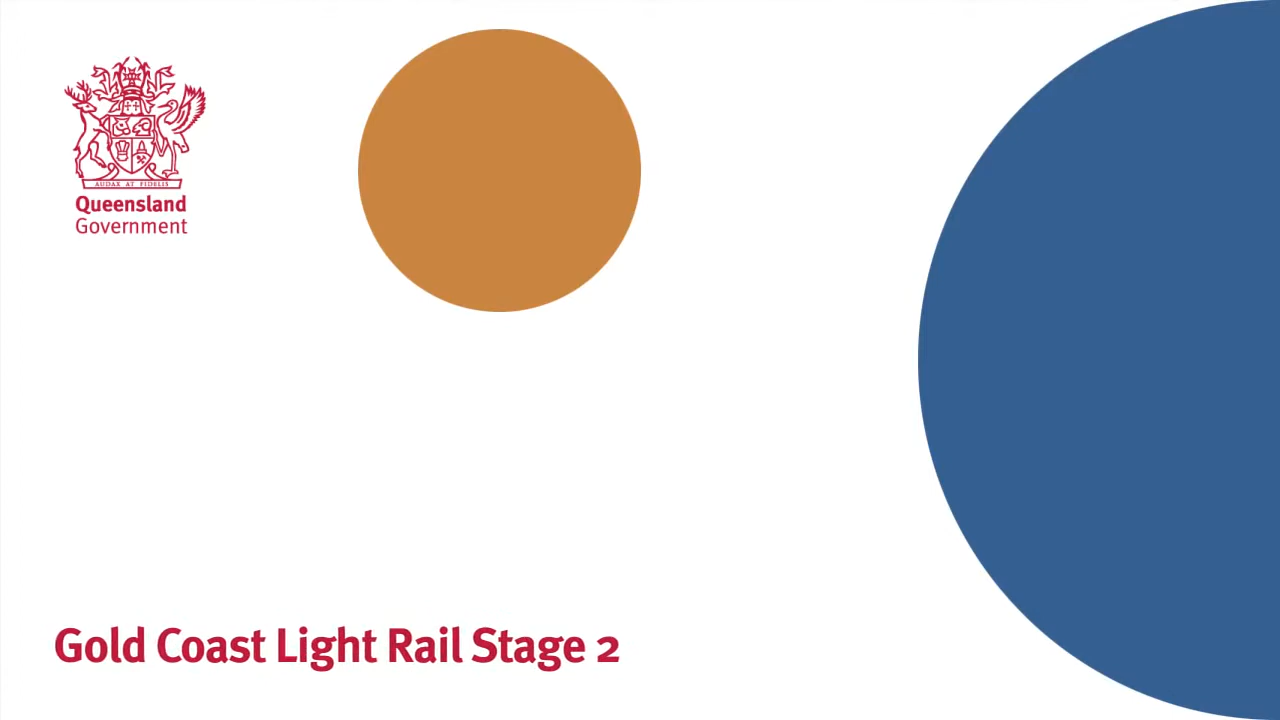 AUDAX AT FIDELIS
Queensland
Government
Gold Coast Light Rail Stage 2